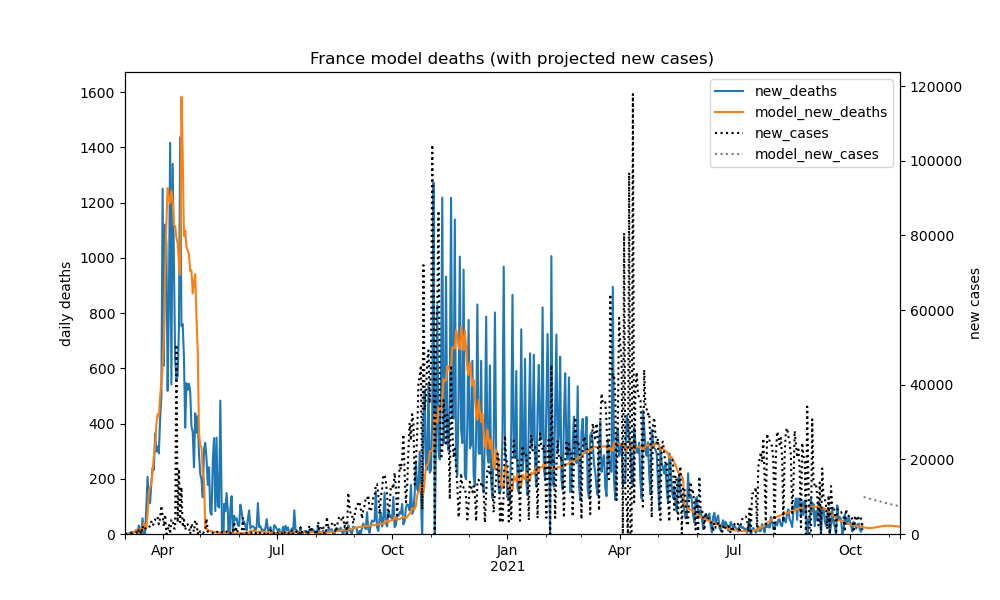 France model deaths (with projected new cases)
1600
1400
1200
1000
800
600
400
200
0
daily deaths
120000
100000
80000
60000
40000
20000
0
new cases
new_deaths
model_new_deaths
new_cases
model_new_cases
Apr
Jul
Oct
Jan
2021
Apr
Jul
Oct